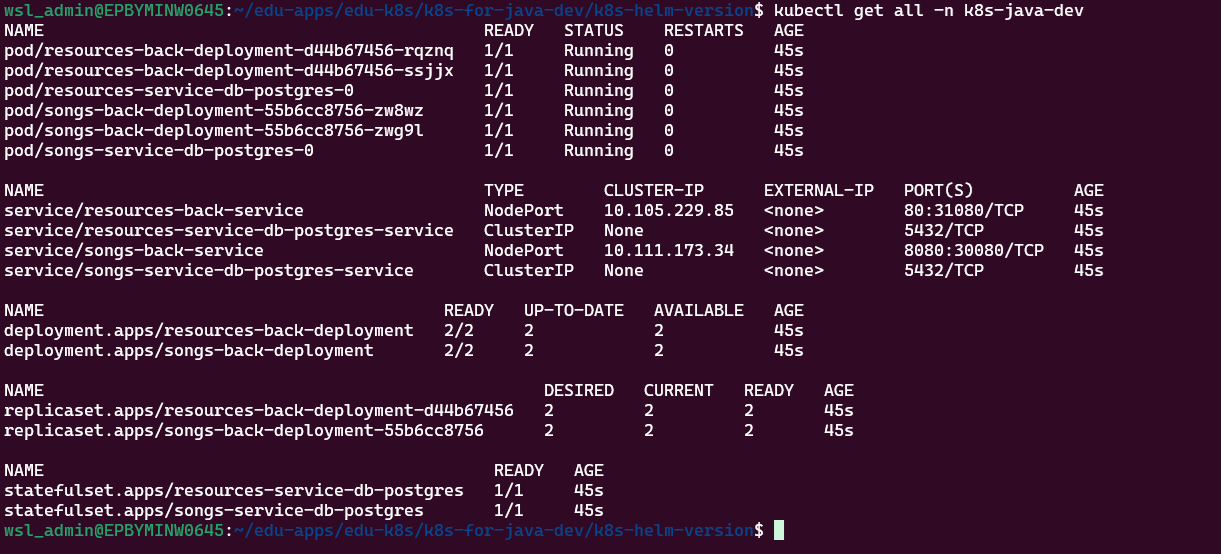 wsl_admin@EPBYMINW0645:~/edu-apps/edu-k8s/k8s-for-java-dev/k8s-helm-version$ kubectl get all -n k8s-java-dev
NAME READY STATUS RESTARTS AGE
pod/resources-back-deployment-d44b67456-rqznq 1/1 Running 0 45s
pod/resources-back-deployment-d44b67456-ssjjx 1/1 Running 0 45s
pod/resources-service-db-postgres-0 1/1 Running 0 45s
pod/songs-back-deployment-55b6cc8756-zw8wz 1/1 Running 0 45s
pod/songs-back-deployment-55b6cc8756-zwg9l 1/1 Running 0 45s
pod/songs-service-db-postgres-0 1/1 Running 0 45s
NAME TYPE CLUSTER-IP EXTERNAL-IP PORT(S) AGE
service/resources-back-service NodePort 10.105.229.85 <none> 80:31080/TCP 45s
service/resources-service-db-postgres-service ClusterIP None <none> 5432/TCP 45s
service/songs-back-service NodePort 10.111.173.34 <none> 8080:30080/TCP 45s
service/songs-service-db-postgres-service ClusterIP None <none> 5432/TCP 45s
NAME READY UP-TO-DATE AVAILABLE AGE
deployment.apps/resources-back-deployment 2/2 2 2 45s
deployment.apps/songs-back-deployment 2/2 2 2 45s
NAME DESIRED CURRENT READY AGE
replicaset.apps/resources-back-deployment-d44b67456 2 2 2 45s
replicaset.apps/songs-back-deployment-55b6cc8756 2 2 2 45s
NAME READY AGE
statefulset.apps/resources-service-db-postgres 1/1 45s
statefulset.apps/songs-service-db-postgres 1/1 45s
wsl_admin@EPBYMINW0645:~/edu-apps/edu-k8s/k8s-for-java-dev/k8s-helm-version$